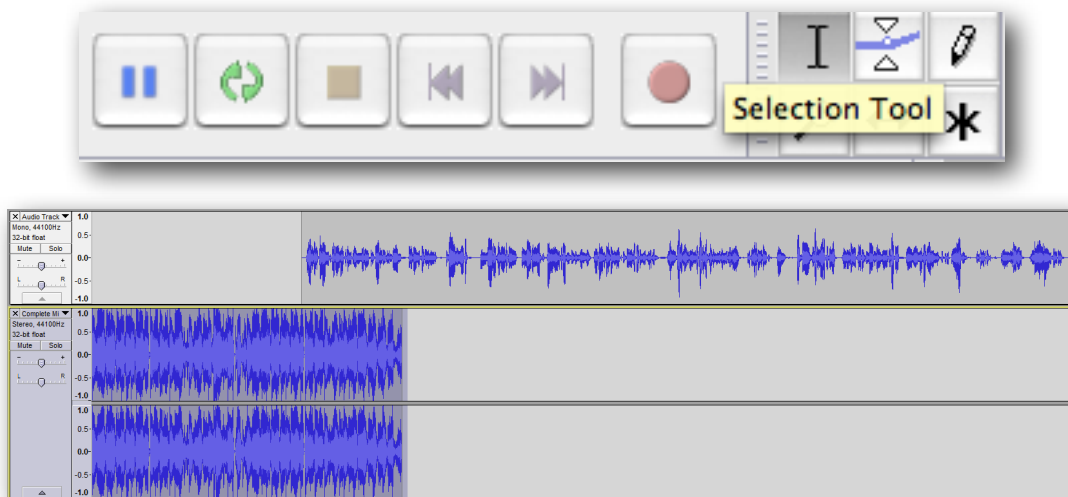 Selection Tool
X Audio Track
1.0
Mono, 44100Hz
32-bit float
0.5-
Mute Solo
0.0-
- +
L R
-0.5-
-1.0
X Complete Mi
1.0
Stereo, 44100Hz
32-bit float
0.5-
Mute Solo
0.0-
- +
L R
-0.5-
-1.0
1.0
0.5-
0.0-
-0.5-
-1.0